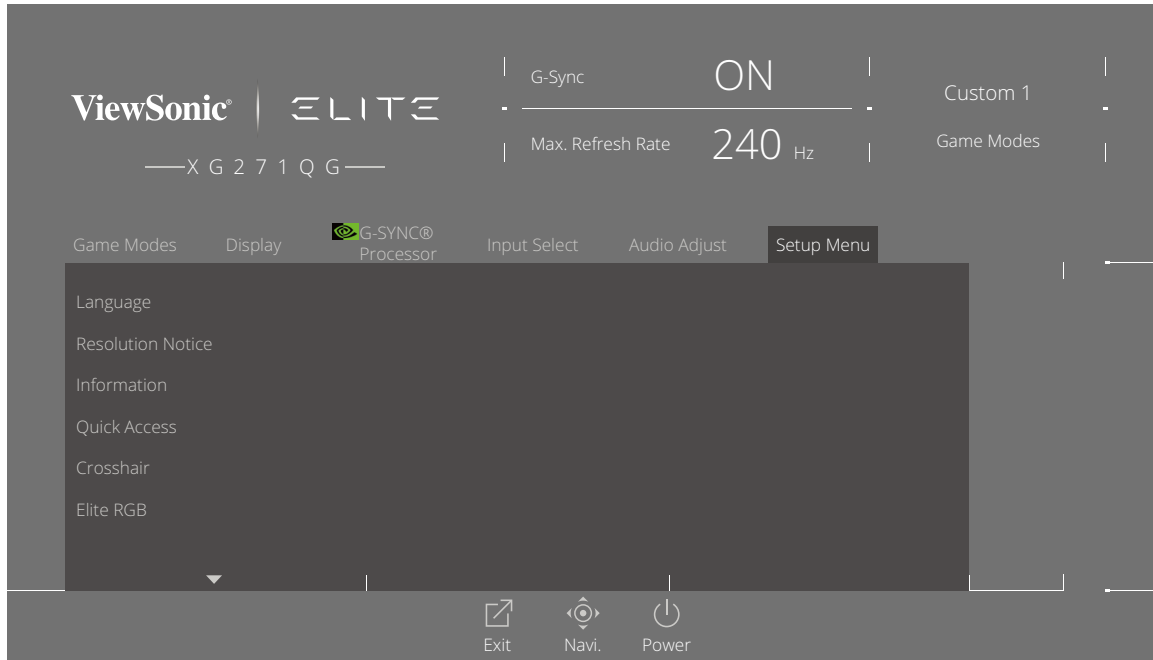 ViewSonic® ELITE
XG271QG
G-Sync ON
Max. Refresh Rate 240 Hz
Custom 1
Game Modes
Game Modes
Display
G-SYNC®
Processor
Input Select
Audio Adjust
Setup Menu
Language
Resolution Notice
Information
Quick Access
Crosshair
Elite RGB
Exit
Navi.
Power